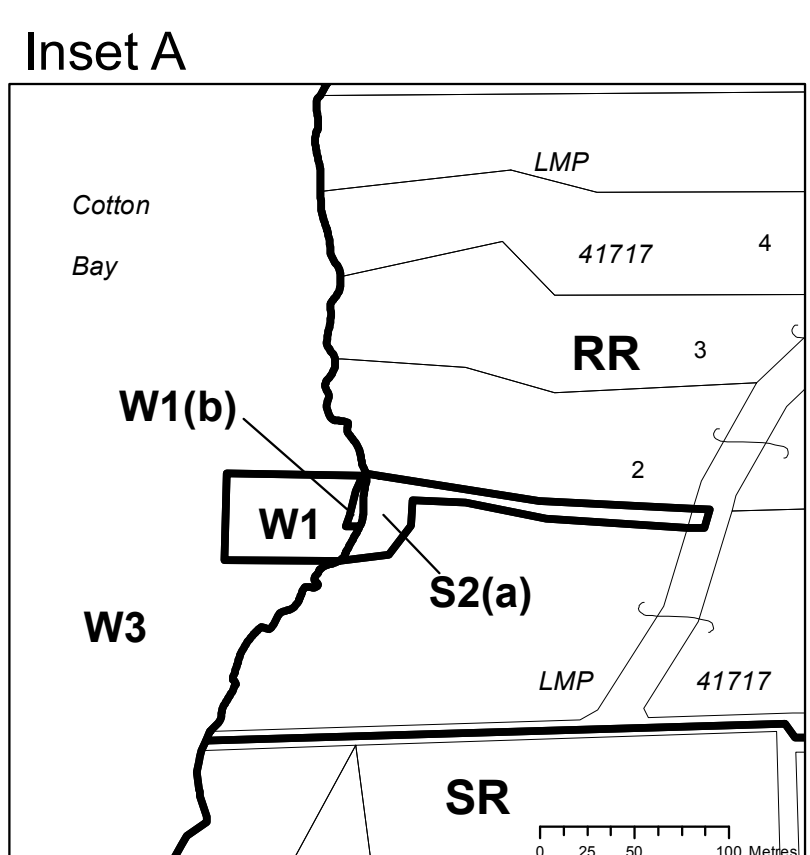 Inset A
LMP
Cotton
4
41717
Bay
RR
3
W1(b)
2
W1
S2(a)
W3
LMP
41717
SR
0 25 50 100 Metres